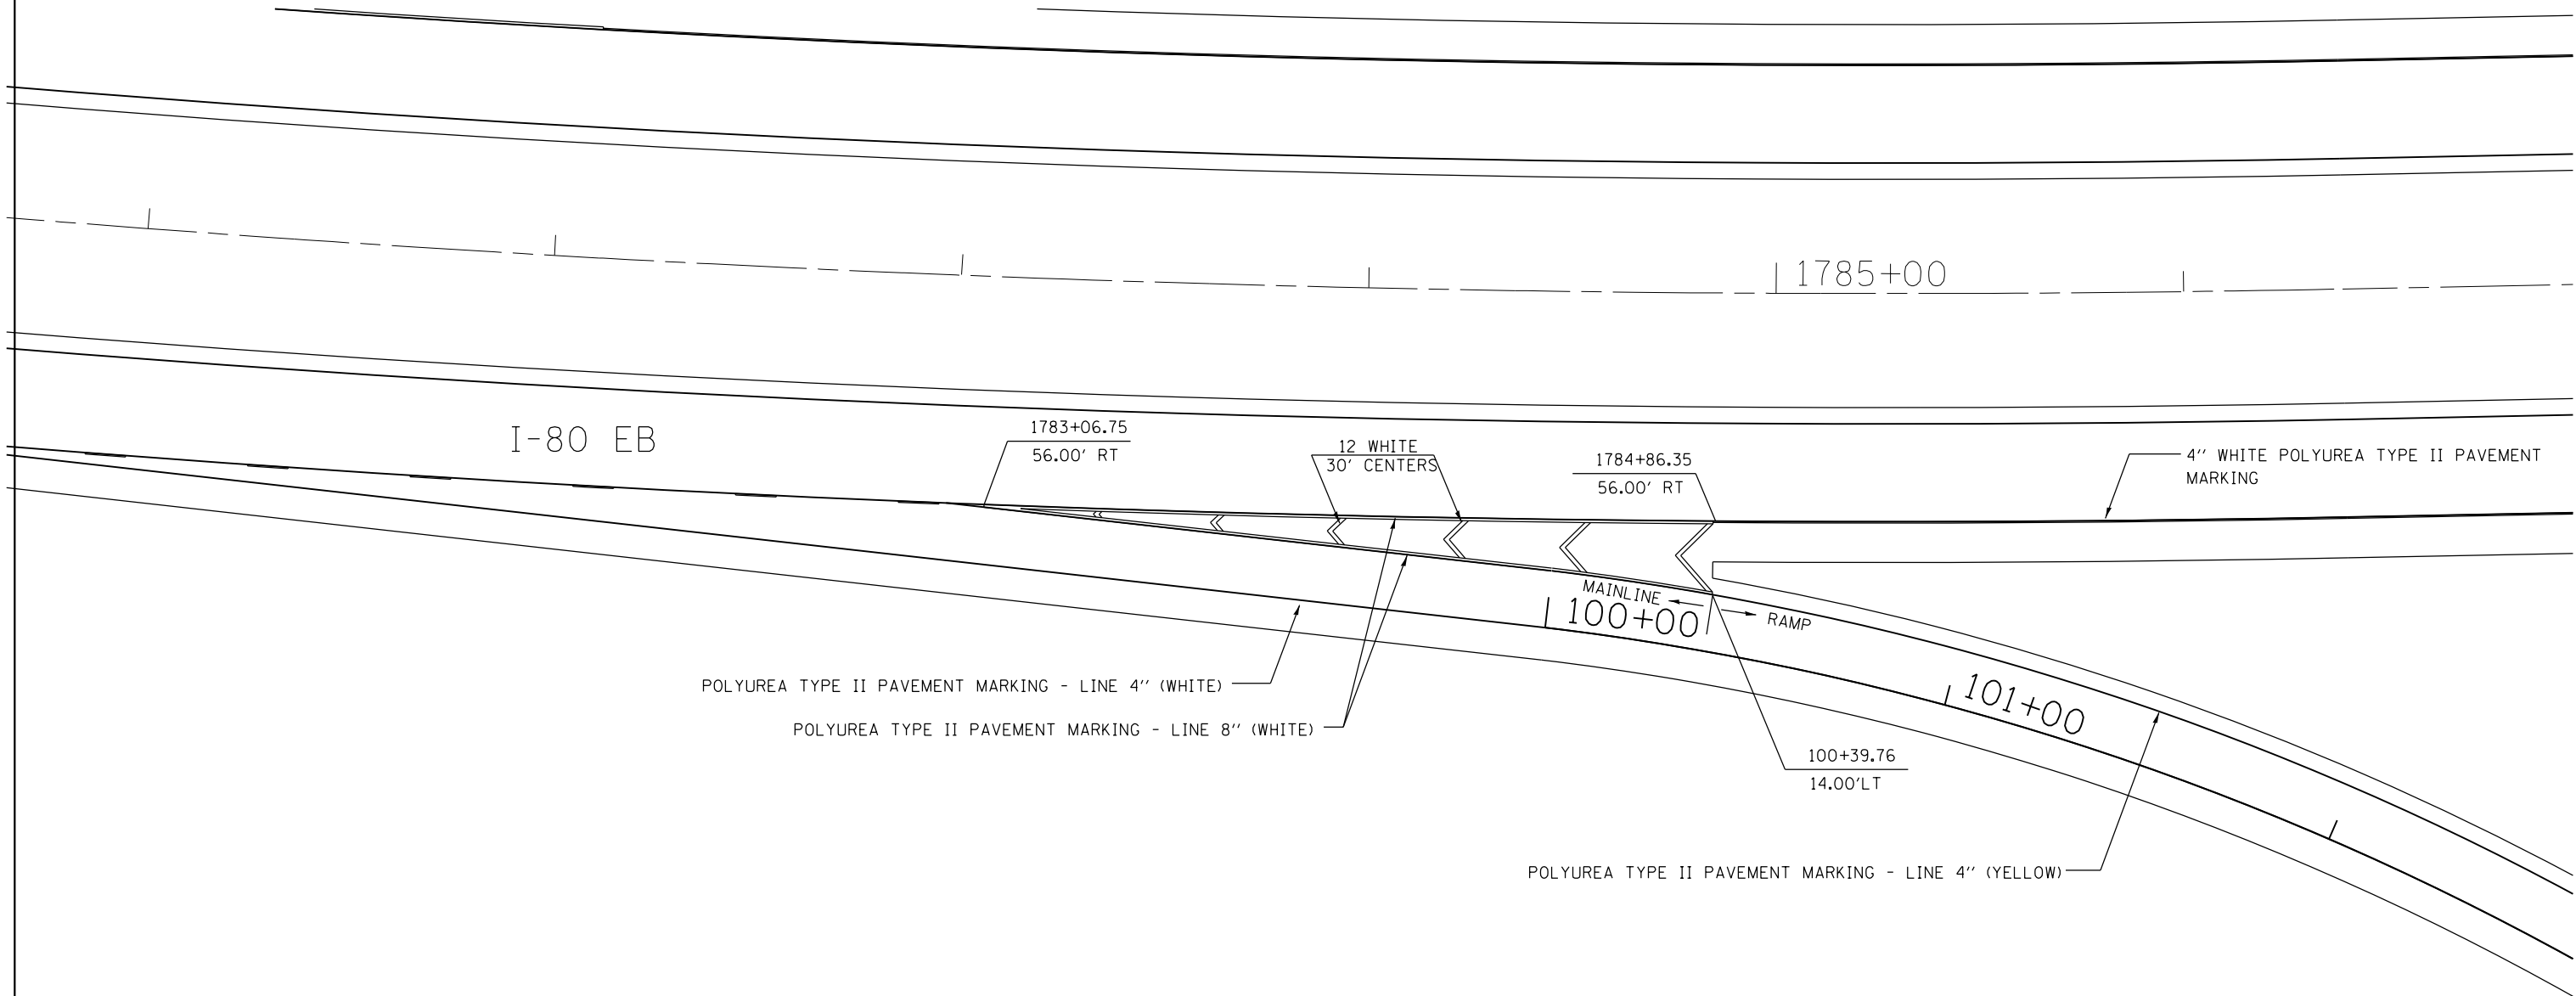 1785+00
I-80 EB
1783+06.75
56.00' RT
12 WHITE
30' CENTERS
1784+86.35
56.00' RT
4'' WHITE POLYUREA TYPE II PAVEMENT
MARKING
MAINLINE
RAMP
100+00
101+00
POLYUREA TYPE II PAVEMENT MARKING - LINE 4'' (WHITE)
POLYUREA TYPE II PAVEMENT MARKING - LINE 8'' (WHITE)
100+39.76
14.00'LT
POLYUREA TYPE II PAVEMENT MARKING - LINE 4'' (YELLOW)